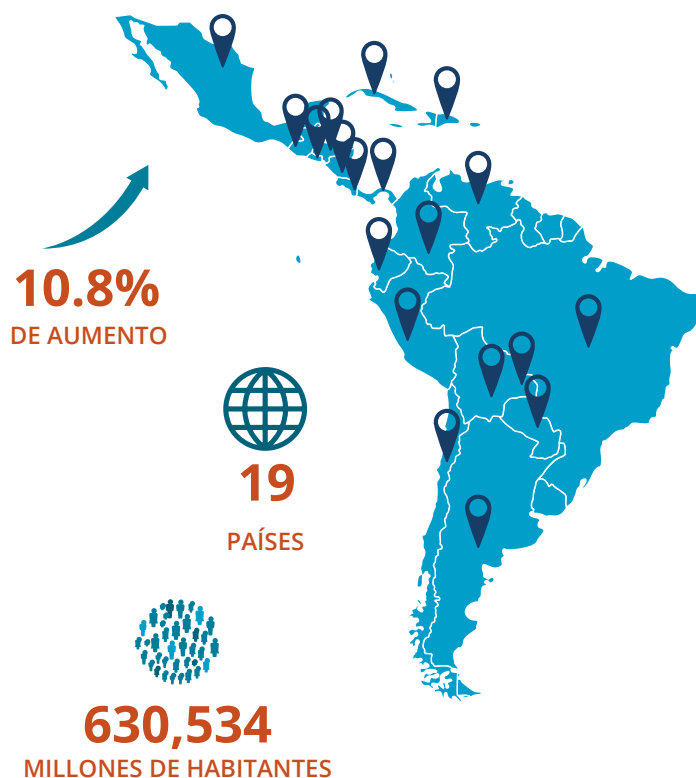 10.8%
DE AUMENTO
19
PAÍSES
630,534
MILLONES DE HABITANTES